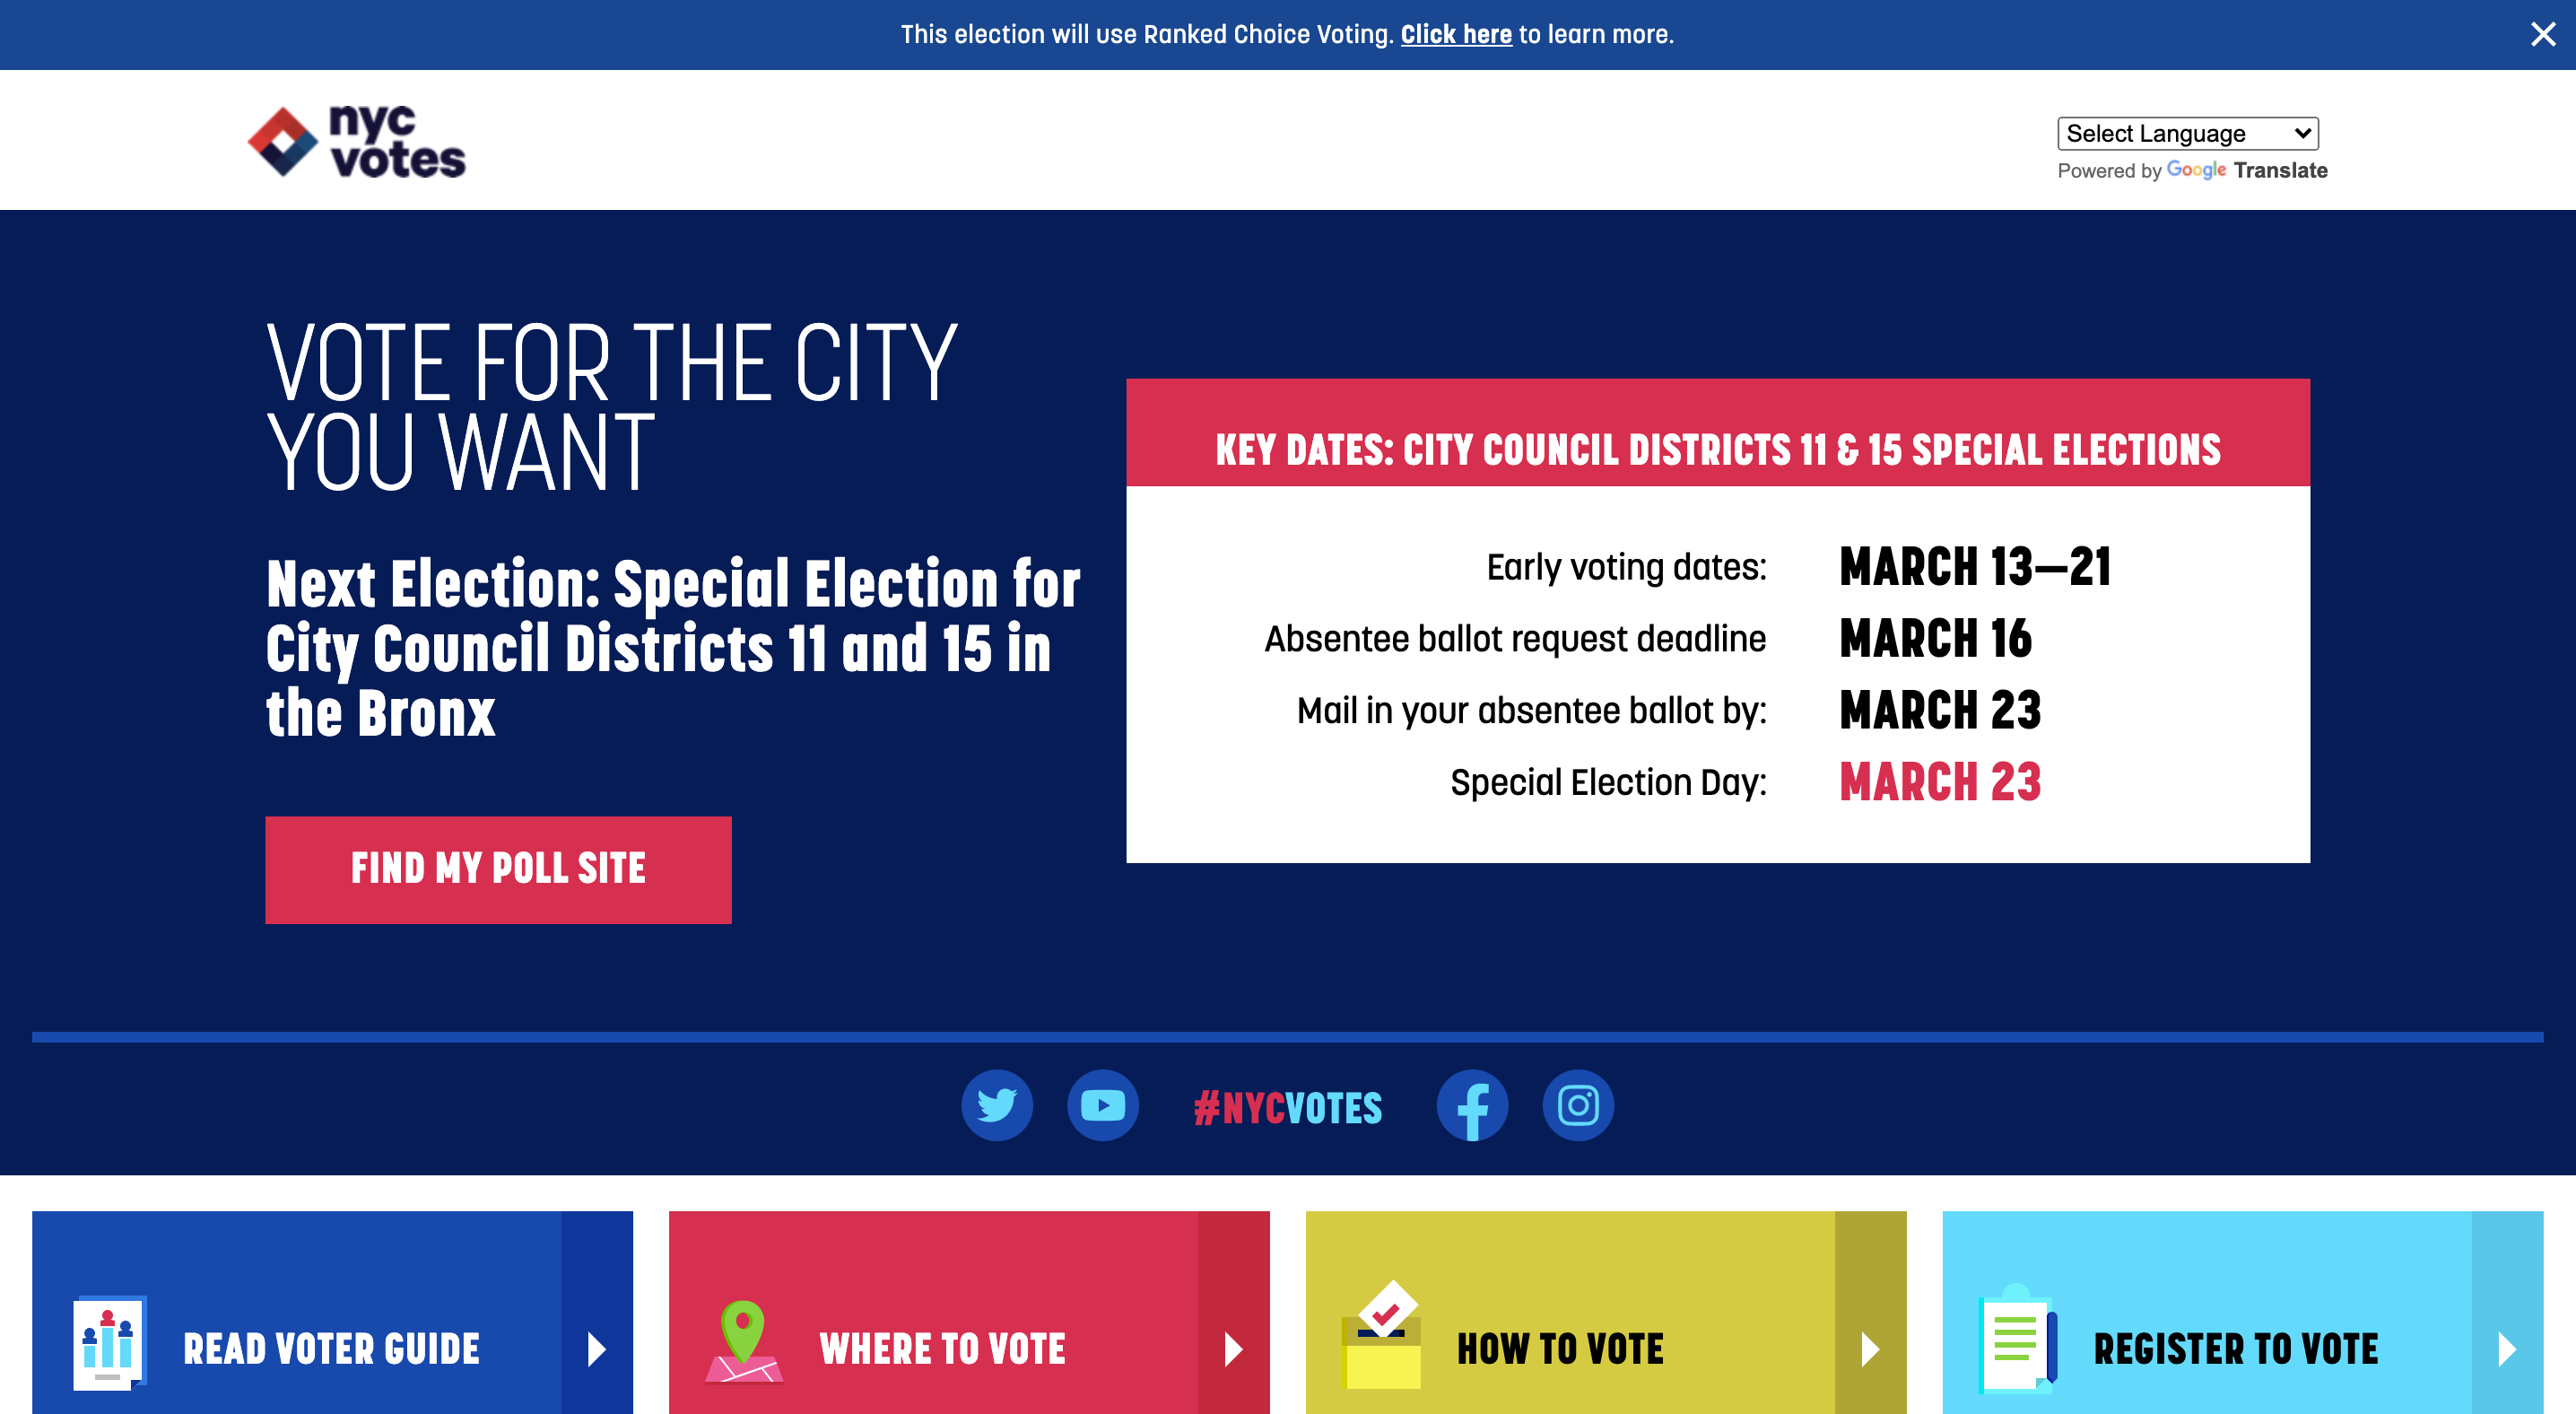 This election will use Ranked Choice Voting. Click here to learn more.
nyc
votes
Select Language
Powered by Google Translate
VOTE FOR THE CITY
YOU WANT
Next Election: Special Election for
City Council Districts 11 and 15 in
the Bronx
FIND MY POLL SITE
KEY DATES: CITY COUNCIL DISTRICTS 11 & 15 SPECIAL ELECTIONS
Early voting dates: MARCH 13—21
Absentee ballot request deadline MARCH 16
Mail in your absentee ballot by: MARCH 23
Special Election Day: MARCH 23
#NYCVOTES
READ VOTER GUIDE
WHERE TO VOTE
HOW TO VOTE
REGISTER TO VOTE